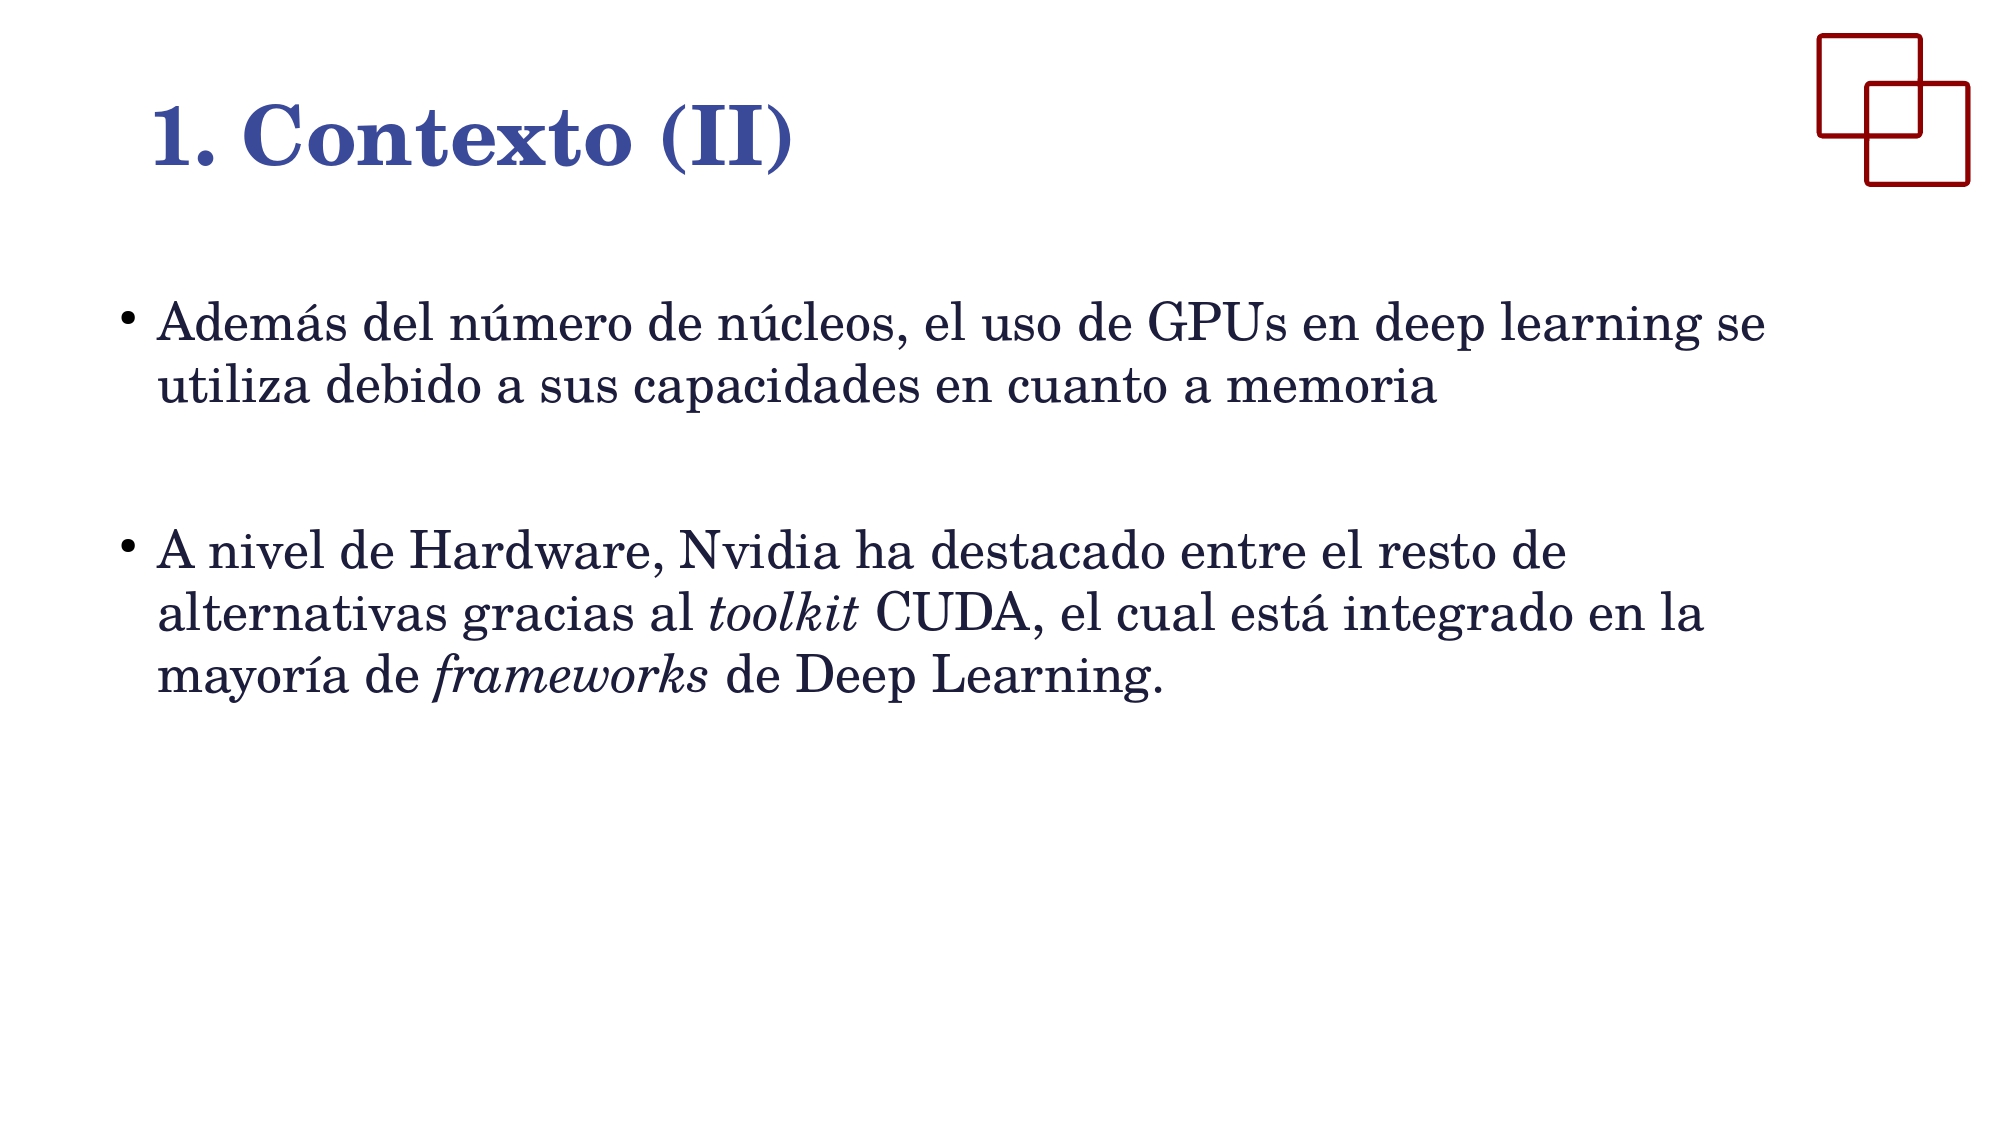 1. Contexto (II)
• Además del número de núcleos, el uso de GPUs en deep learning se
utiliza debido a sus capacidades en cuanto a memoria
• A nivel de Hardware, Nvidia ha destacado entre el resto de
alternativas gracias al toolkit CUDA, el cual está integrado en la
mayoría de frameworks de Deep Learning.